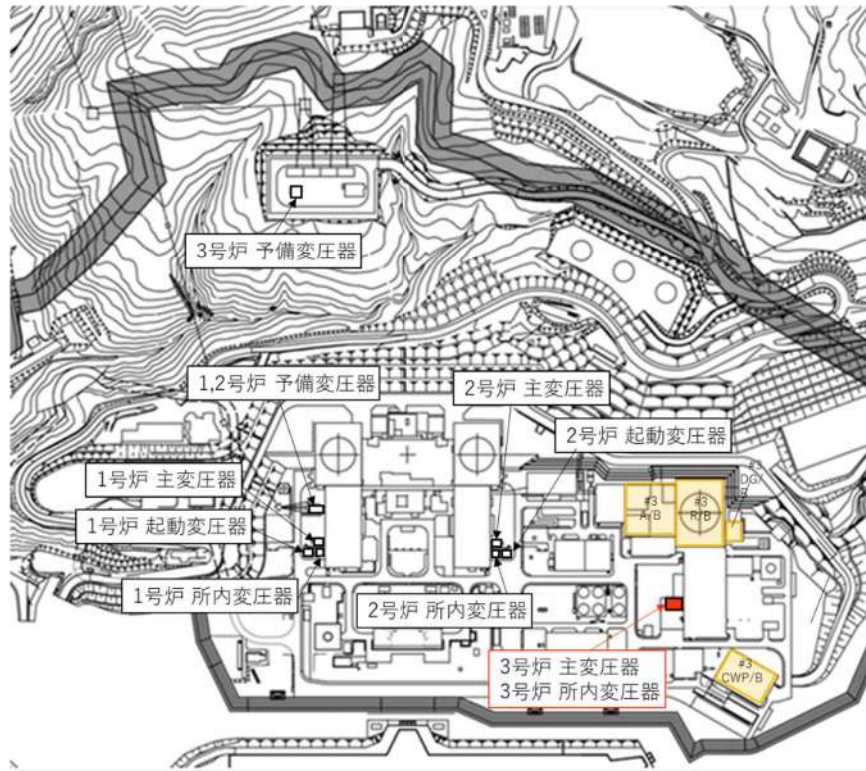 3号炉 予備変圧器
1,2号炉 予備変圧器
2号炉 主変圧器
2号炉 起動変圧器
1号炉 主変圧器
1号炉 起動変圧器
1号炉 所内変圧器
2号炉 所内変圧器
#3
A/B
#3
R/B
#3
DG/
B
3号炉 主変圧器
3号炉 所内変圧器
#3
CWP/B